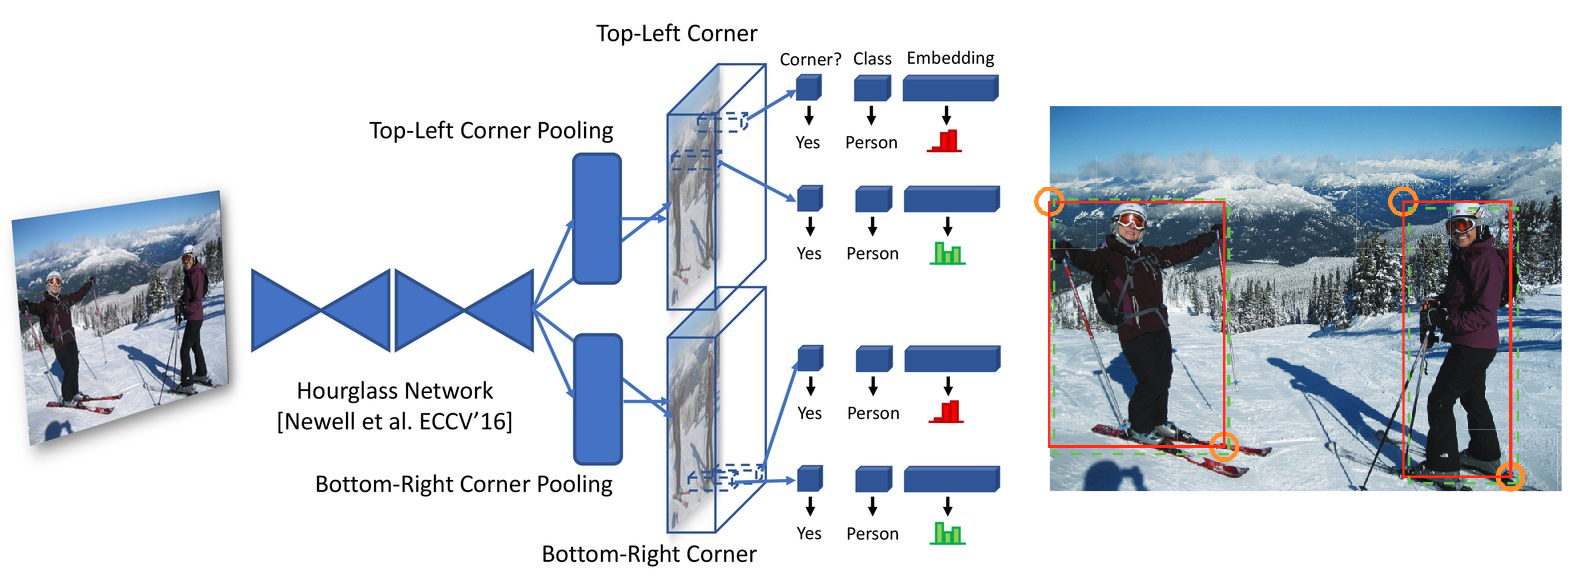 Top-Left Corner
Corner? Class Embedding
Top-Left Corner Pooling
Yes Person
Yes Person
Hourglass Network
[Newell et al. ECCV’16]
Yes Person
Bottom-Right Corner Pooling
Yes Person
Bottom-Right Corner